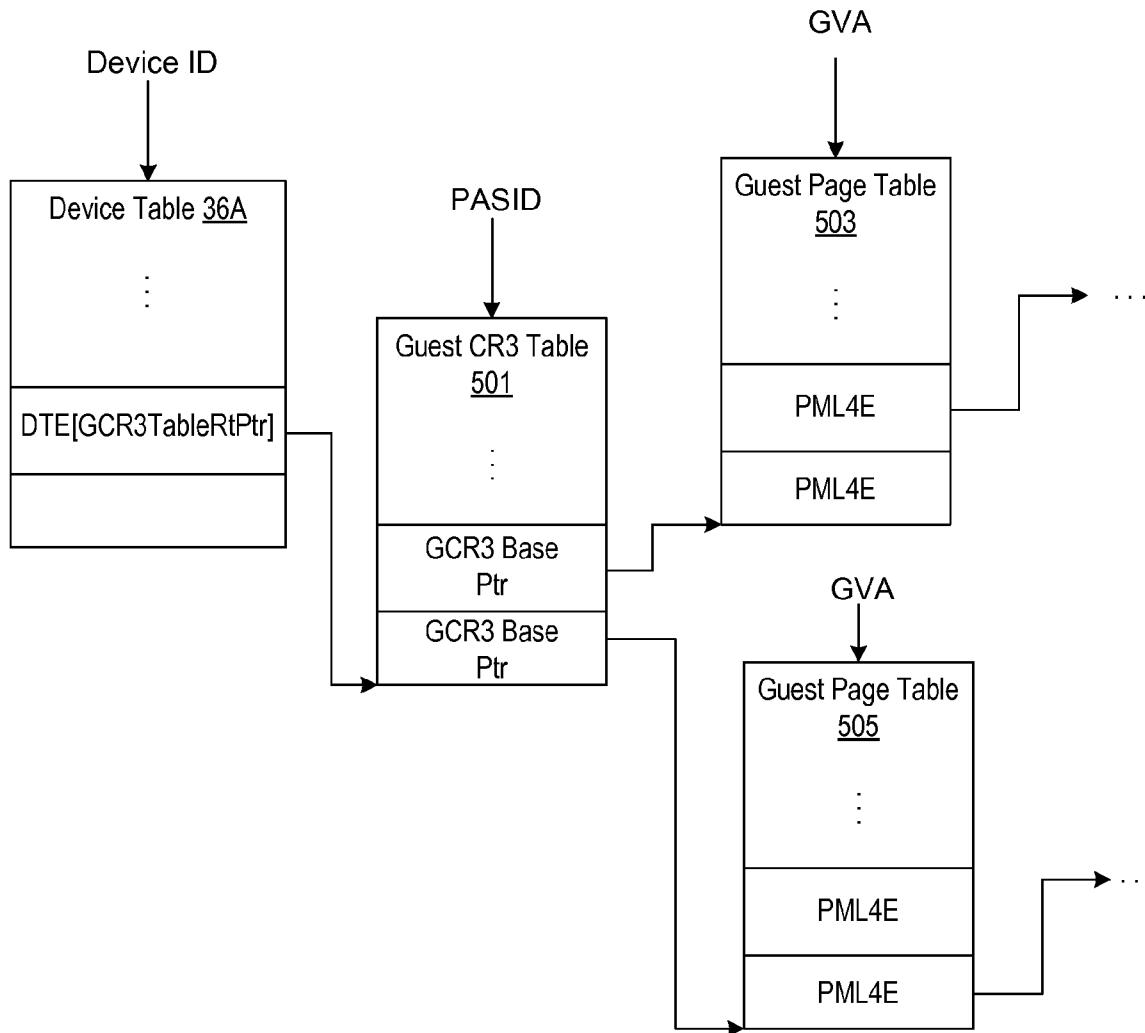 Device ID
Device Table 36A
⋮
DTE[GCR3TableRtPtr]
PASID
Guest CR3 Table
501
⋮
GCR3 Base
Ptr
GCR3 Base
Ptr
GVA
Guest Page Table
503
⋮
PML4E
PML4E
. . .
GVA
Guest Page Table
505
⋮
PML4E
PML4E
. . .